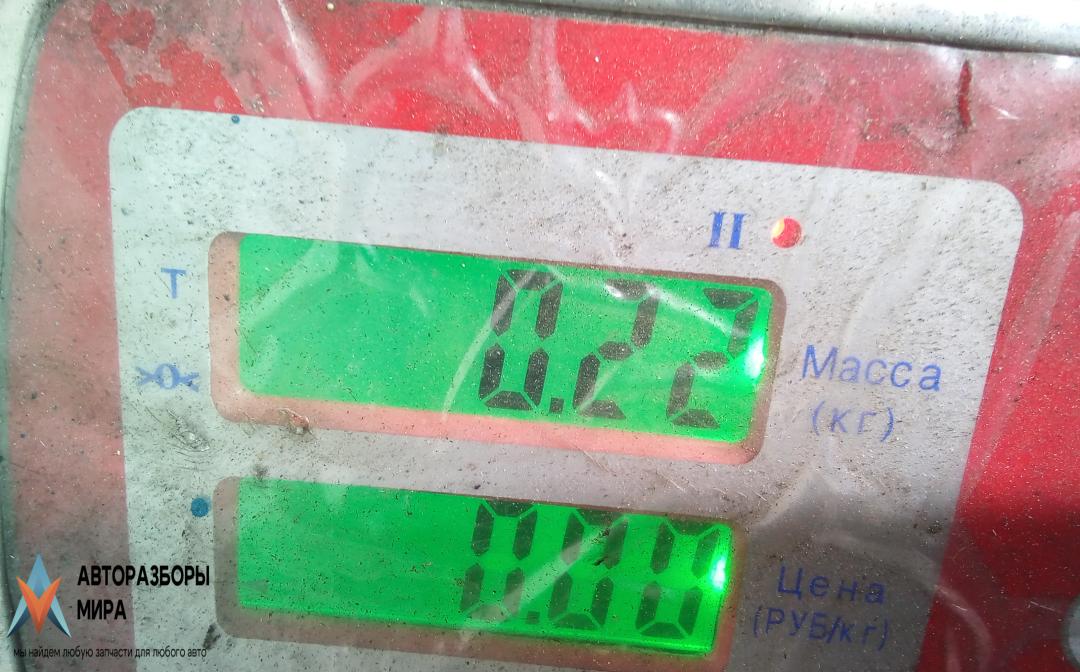 II
T
0.22
>0<
Масса
(кг)
0.00
Цена
(РУБ/кг)
АВТОРАЗБОРЫ
МИРА
мы найдем любую запчасти для любого авто